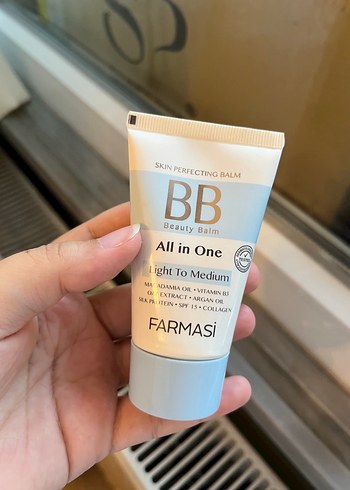 SKIN PERFECTING BALM
BB
Beauty Balm
All in One
Light To Medium
MACADAMIA OIL • VITAMIN B3
EXTRACT • ARGAN OIL
SILK PROTEIN • SPF 15 • COLLAGEN
FARMASi